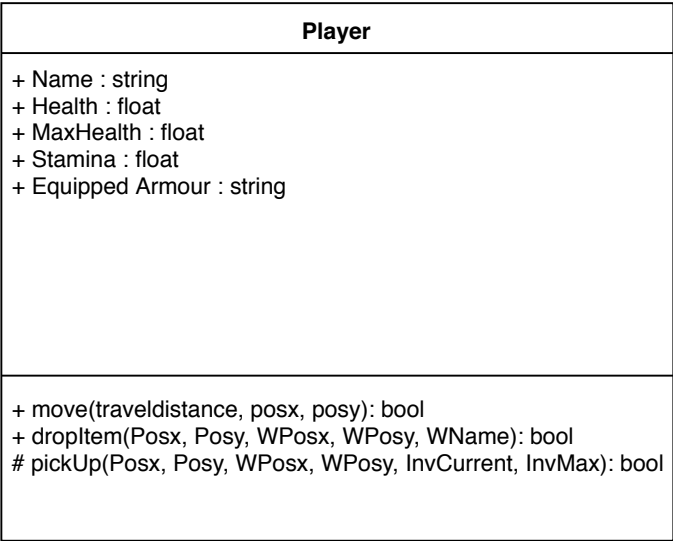 Player
+ Name : string
+ Health : float
+ MaxHealth : float
+ Stamina : float
+ Equipped Armour : string
+ move(traveldistance, posx, posy): bool
+ dropItem(Posx, Posy, WPosx, WPosy, WName): bool
# pickUp(Posx, Posy, WPosx, WPosy, InvCurrent, InvMax): bool